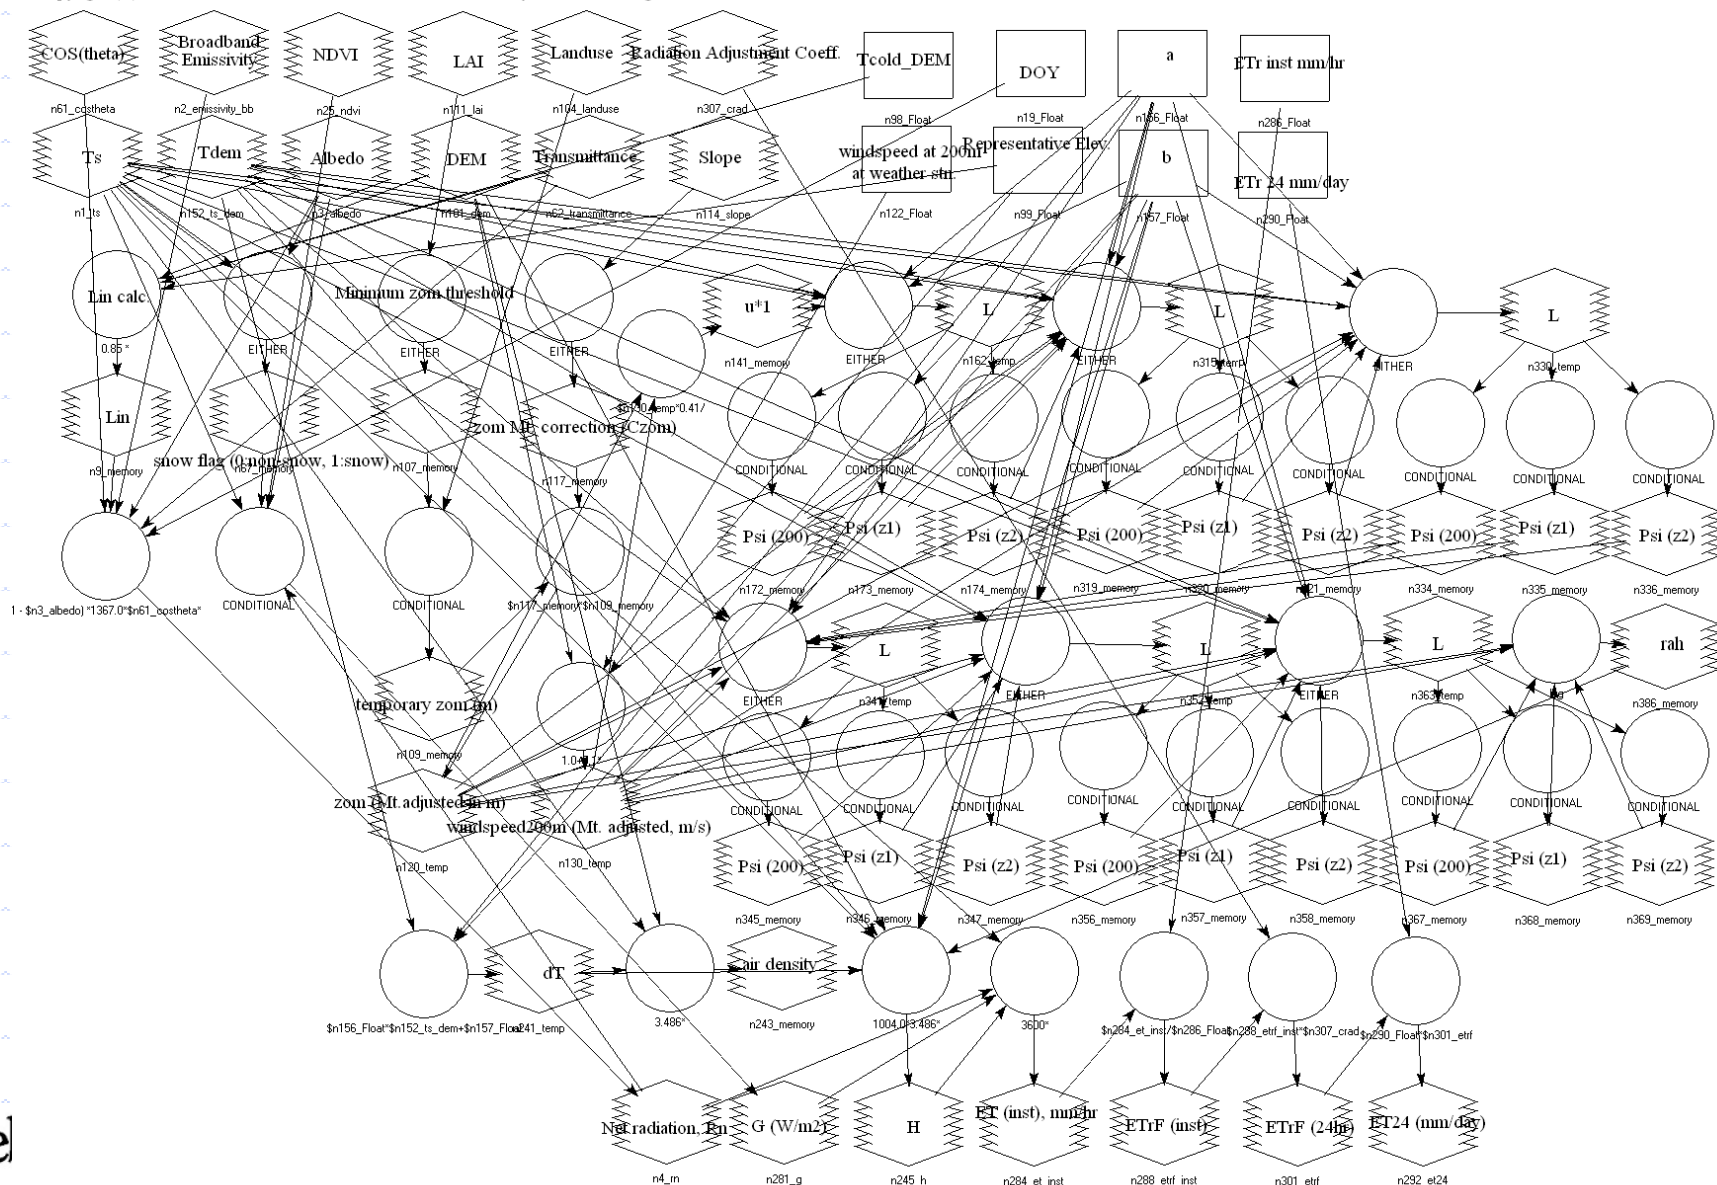 COS(theta)
Broadband
Emissivity
NDVI
LAI
Landuse
Radiation Adjustment Coeff.
Tcold_DEM
DOY
a
ETr inst mm/hr
n61_costheta
n2_emissivity_bb
n25_ndvi
n111_lai
n104_landuse
n307_crad
n98_Float
n19_Float
n156_Float
n286_Float
Ts
Tdem
Albedo
DEM
Transmittance
Slope
windspeed at 200m
at weather stn.
Representative Elev.
b
ETr 24 mm/day
n1_ts
n152_ts_dem
n3_albedo
n101_dem
n62_transmittance
n114_slope
n122_Float
n99_Float
n157_Float
n290_Float
Lin calc.
Minimum zom threshold
u*1
L
L
L
0.85 *
EITHER
EITHER
EITHER
n141_memory
EITHER
n162_temp
EITHER
n315_temp
EITHER
n330_temp
Lin
zom Mt. correction (Czom)
n9_memory
snow flag (0:non-snow, 1:snow)
n67_memory
n107_memory
n117_memory
CONDITIONAL
CONDITIONAL
CONDITIONAL
CONDITIONAL
CONDITIONAL
CONDITIONAL
CONDITIONAL
CONDITIONAL
CONDITIONAL
Psi (200)
Psi (z1)
Psi (z2)
Psi (200)
Psi (z1)
Psi (z2)
Psi (200)
Psi (z1)
Psi (z2)
n172_memory
n173_memory
n174_memory
n319_memory
n320_memory
n334_memory
n335_memory
n336_memory
1 - $n3_albedo) *1367.0*$n61_costheta*
CONDITIONAL
CONDITIONAL
$n117_memory*$n109_memory
L
L
L
rah
EITHER
n341_temp
EITHER
n352_temp
EITHER
n363_temp
n386_memory
temporary zom (m)
n109_memory
CONDITIONAL
CONDITIONAL
CONDITIONAL
CONDITIONAL
CONDITIONAL
CONDITIONAL
CONDITIONAL
CONDITIONAL
CONDITIONAL
zom (Mt.adjusted in m)
windspeed200m (Mt. adjusted, m/s)
n120_temp
n130_temp
Psi (200)
Psi (z1)
Psi (z2)
Psi (200)
Psi (z1)
Psi (z2)
Psi (200)
Psi (z1)
Psi (z2)
n345_memory
n346_memory
n347_memory
n356_memory
n357_memory
n358_memory
n367_memory
n368_memory
n369_memory
dT
air density
$n156_Float*$n152_ts_dem+$n157_Float
n241_temp
3.486*
n243_memory
1004.0*3.486*
3600*
$n284_et_inst/$n286_Float
$n288_etrf_inst*$n307_crad
$n290_Float*$n301_etrf
Net radiation, Rn
G (W/m2)
H
ET (inst), mm/hr
ETrF (inst)
ETrF (24hr)
ET24 (mm/day)
n4_rn
n281_g
n245_h
n284_et_inst
n288_etrf_inst
n301_etrf
n292_et24